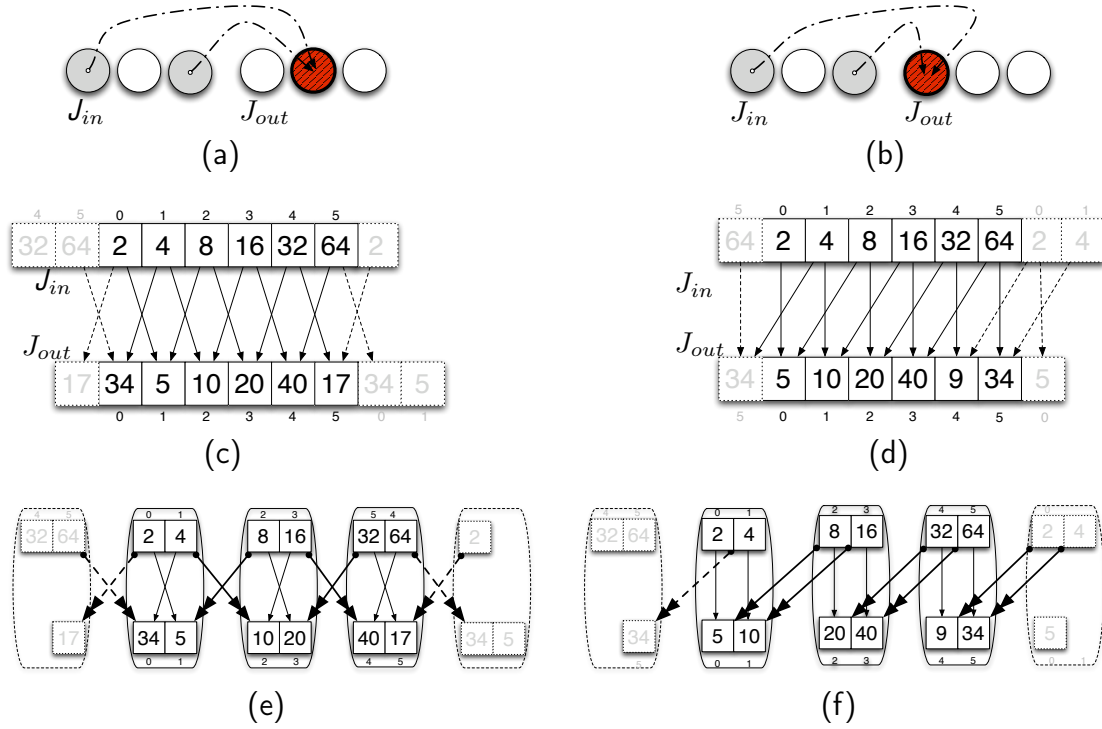 J_in J_out J_in J_out
(a) (b)
4 5 0 1 2 3 4 5
32 64 2 4 8 16 32 64 2
J_in
J_out
17 34 5 10 20 40 17 34 5
0 1 2 3 4 5 0 1
(c)
5 0 1 2 3 4 5 0 1
64 2 4 8 16 32 64 2 4
J_in
J_out
34 5 10 20 40 9 34 5
5 0 1 2 3 4 5 0
(d)
4 5 0 1 2 3 5 4
32 64 2 4 8 16 32 64 2
17 34 5 10 20 40 17 34 5
0 1 2 3 4 5
(e)
4 5 0 1 2 3 4 5 0 1
32 64 2 4 8 16 32 64 2 4
34 5 10 20 40 9 34 5
5 0 1 2 3 4 5 0 1
(f)